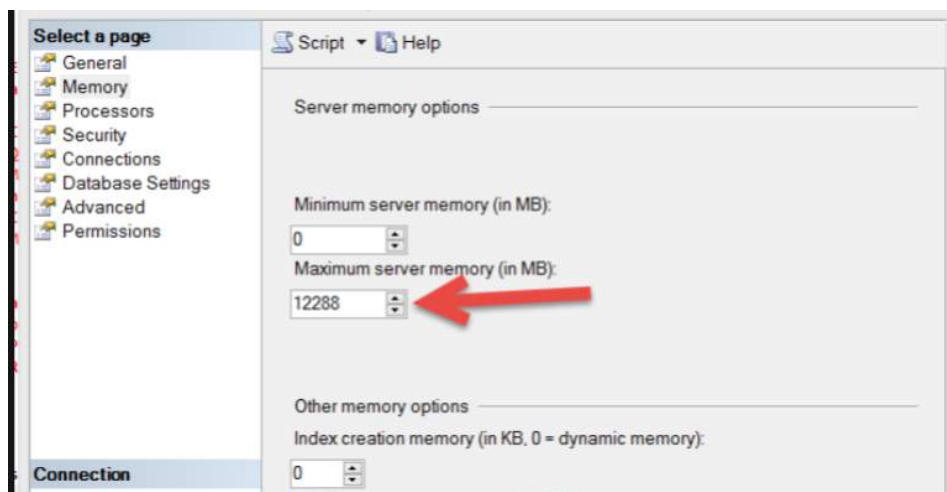 Select a page
General
Memory
Processors
Security
Connections
Database Settings
Advanced
Permissions
Connection
Script Help
Server memory options
Minimum server memory (in MB):
0
Maximum server memory (in MB):
12288
Other memory options
Index creation memory (in KB, 0 = dynamic memory):
0